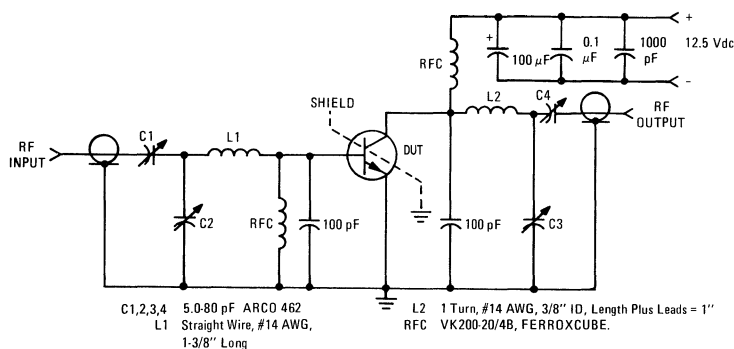 +
12.5 Vdc
–
+
100 μF
0.1
μF
1000
pF
RFC
L2
C4
SHIELD
RF
OUTPUT
C1
L1
RF
INPUT
DUT
C2
RFC
100 pF
100 pF
C3
C1,2,3,4 5.0-80 pF ARCO 462
L1 Straight Wire, #14 AWG,
1-3/8'' Long
L2 1 Turn, #14 AWG, 3/8'' ID, Length Plus Leads = 1''
RFC VK200-20/4B, FERROXCUBE.